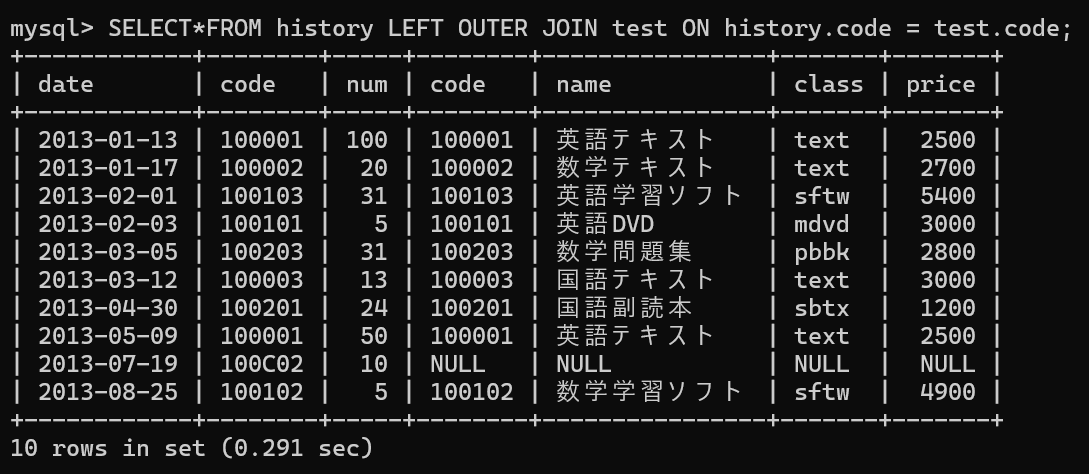 mysql> SELECT*FROM history LEFT OUTER JOIN test ON history.code = test.code;
+------------+--------+-----+--------+----------------+-------+-------+
| date       | code   | num | code   | name           | class | price |
+------------+--------+-----+--------+----------------+-------+-------+
| 2013-01-13 | 100001 | 100 | 100001 | 英語テキスト | text  |  2500 |
| 2013-01-17 | 100002 |  20 | 100002 | 数学テキスト | text  |  2700 |
| 2013-02-01 | 100103 |  31 | 100103 | 英語学習ソフト | sftw  |  5400 |
| 2013-02-03 | 100101 |   5 | 100101 | 英語DVD | mdvd  |  3000 |
| 2013-03-05 | 100203 |  31 | 100203 | 数学問題集 | pbbk  |  2800 |
| 2013-03-12 | 100003 |  13 | 100003 | 国語テキスト | text  |  3000 |
| 2013-04-30 | 100201 |  24 | 100201 | 国語副読本 | sbtx  |  1200 |
| 2013-05-09 | 100001 |  50 | 100001 | 英語テキスト | text  |  2500 |
| 2013-07-19 | 100C02 |  10 | NULL   | NULL | NULL  |  NULL |
| 2013-08-25 | 100102 |   5 | 100102 | 数学学習ソフト | sftw  |  4900 |
+------------+--------+-----+--------+----------------+-------+-------+
10 rows in set (0.291 sec)